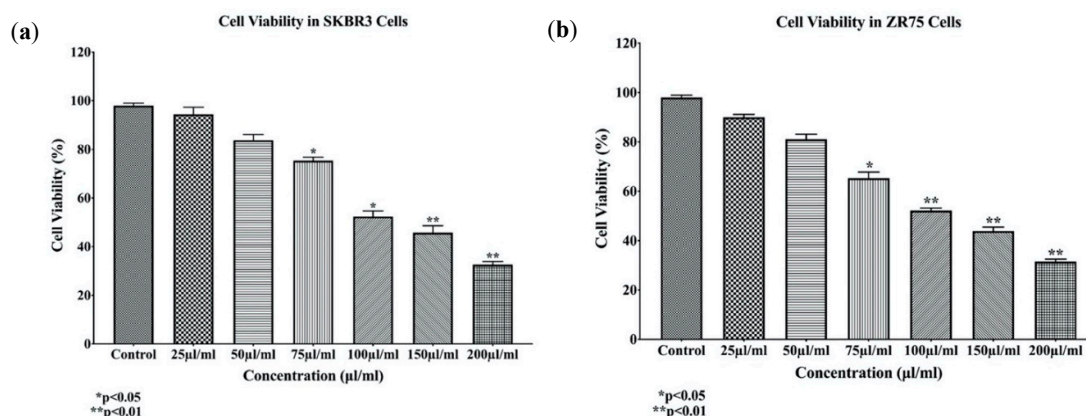 (a)
Cell Viability in SKBR3 Cells
120
100
80
60
40
20
0
Cell Viability (%)
*
*
**
**
Control 25µl/ml 50µl/ml 75µl/ml 100µl/ml 150µl/ml 200µl/ml
Concentration (µl/ml)
*p<0.05
**p<0.01
(b)
Cell Viability in ZR75 Cells
120
100
80
60
40
20
0
Cell Viability (%)
*
**
**
**
Control 25µl/ml 50µl/ml 75µl/ml 100µl/ml 150µl/ml 200µl/ml
Concentration (µl/ml)
*p<0.05
**p<0.01